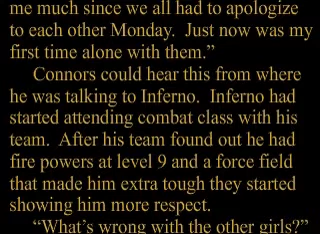 me much since we all had to apologize
to each other Monday.  Just now was my
first time alone with them.”
Connors could hear this from where
he was talking to Inferno.  Inferno had
started attending combat class with his
team.  After his team found out he had
fire powers at level 9 and a force field
that made him extra tough they started
showing him more respect.
“What’s wrong with the other girls?”